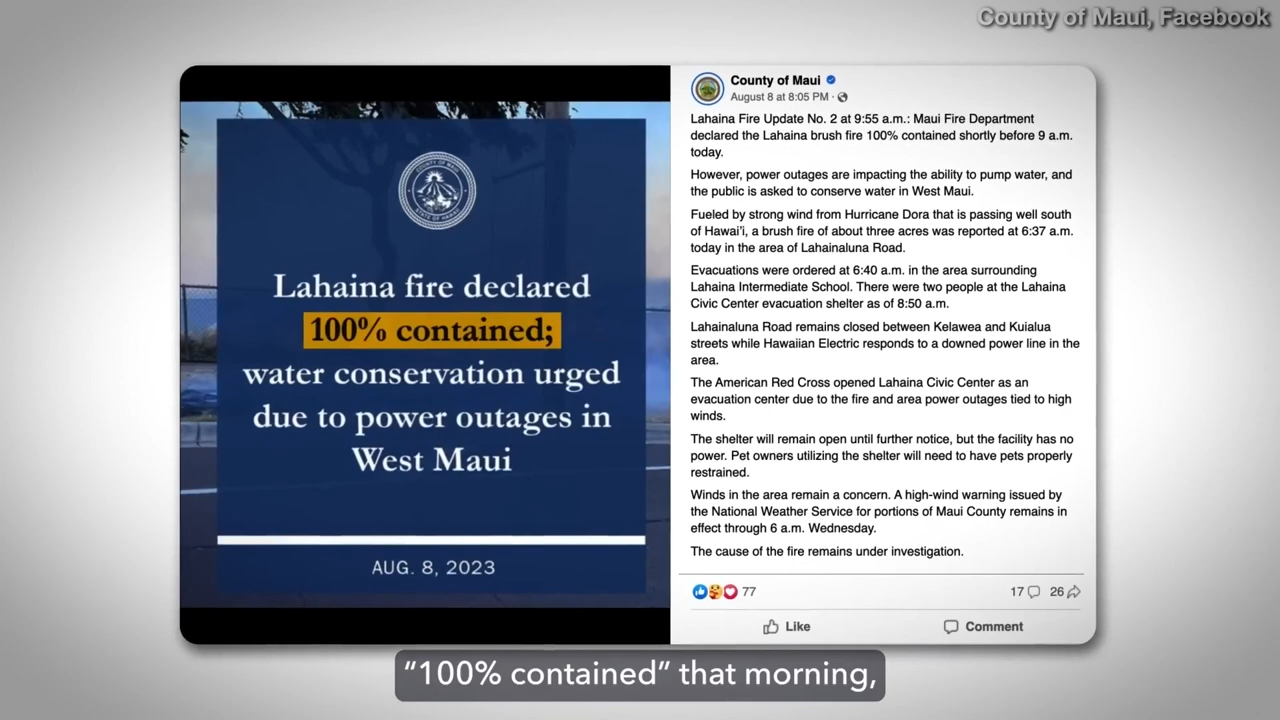 County of Maui, Facebook
COUNTY OF MAUI
STATE OF HAWAII
Lahaina fire declared
100% contained;
water conservation urged
due to power outages in
West Maui
AUG. 8, 2023
County of Maui
August 8 at 8:05 PM ·
Lahaina Fire Update No. 2 at 9:55 a.m.: Maui Fire Department
declared the Lahaina brush fire 100% contained shortly before 9 a.m.
today.
However, power outages are impacting the ability to pump water, and
the public is asked to conserve water in West Maui.
Fueled by strong wind from Hurricane Dora that is passing well south
of Hawai'i, a brush fire of about three acres was reported at 6:37 a.m.
today in the area of Lahainaluna Road.
Evacuations were ordered at 6:40 a.m. in the area surrounding
Lahaina Intermediate School. There were two people at the Lahaina
Civic Center evacuation shelter as of 8:50 a.m.
Lahainaluna Road remains closed between Kelawea and Kuialua
streets while Hawaiian Electric responds to a downed power line in the
area.
The American Red Cross opened Lahaina Civic Center as an
evacuation center due to the fire and area power outages tied to high
winds.
The shelter will remain open until further notice, but the facility has no
power. Pet owners utilizing the shelter will need to have pets properly
restrained.
Winds in the area remain a concern. A high-wind warning issued by
the National Weather Service for portions of Maui County remains in
effect through 6 a.m. Wednesday.
The cause of the fire remains under investigation.
77
17 26
Like
Comment
“100% contained” that morning,